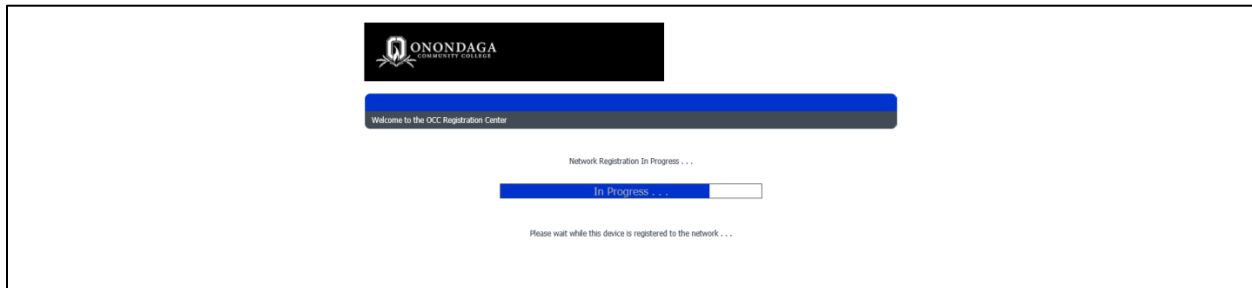 ONONDAGA
COMMUNITY COLLEGE
Welcome to the OCC Registration Center
Network Registration In Progress . . .
In Progress . . .
Please wait while this device is registered to the network . . .